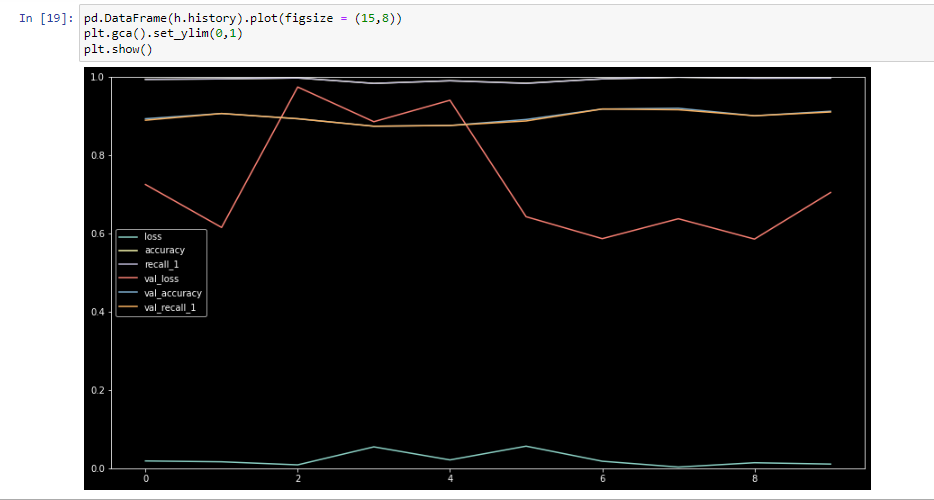 In [19]: pd.DataFrame(h.history).plot(figsize = (15,8))
plt.gca().set_ylim(0,1)
plt.show()
1.0
0.8
0.6
0.4
0.2
0.0
loss
accuracy
recall_1
val_loss
val_accuracy
val_recall_1
0 2 4 6 8